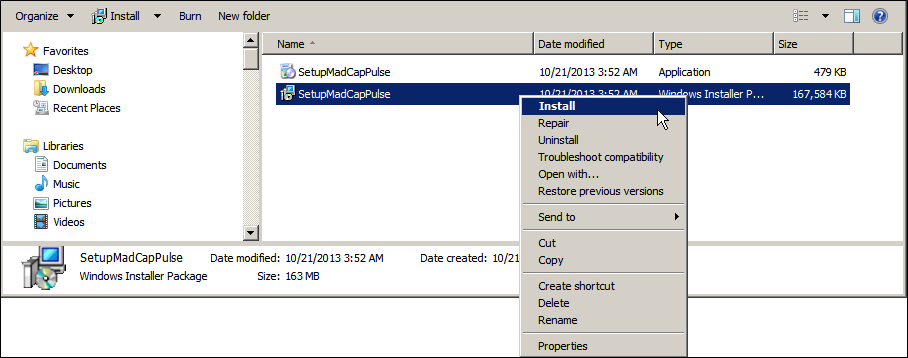 Organize Install Burn New folder
Favorites
Desktop
Downloads
Recent Places
Libraries
Documents
Music
Pictures
Videos
Name Date modified Type Size
SetupMadCapPulse 10/21/2013 3:52 AM Application 479 KB
SetupMadCapPulse 10/21/2013 3:52 AM Windows Installer P... 167,584 KB
Install
Repair
Uninstall
Troubleshoot compatibility
Open with...
Restore previous versions
Send to
Cut
Copy
Create shortcut
Delete
Rename
Properties
SetupMadCapPulse Date modified: 10/21/2013 3:52 AM Date created: 10/21
Windows Installer Package Size: 163 MB